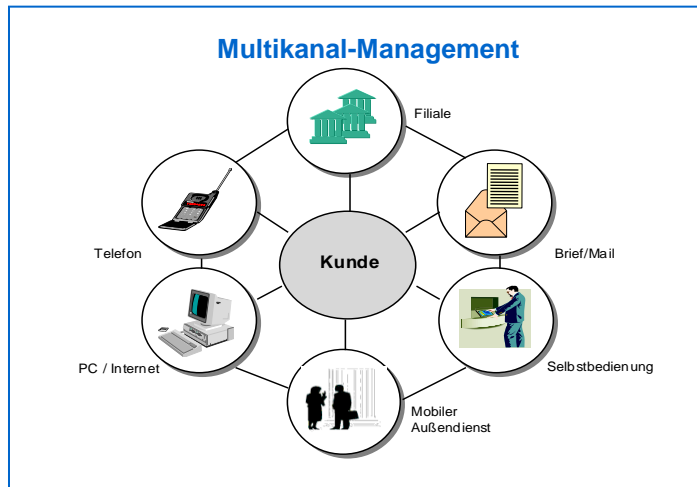 Multikanal-Management
Filiale
Telefon
Kunde
Brief/Mail
PC / Internet
Selbstbedienung
Mobiler
Außendienst